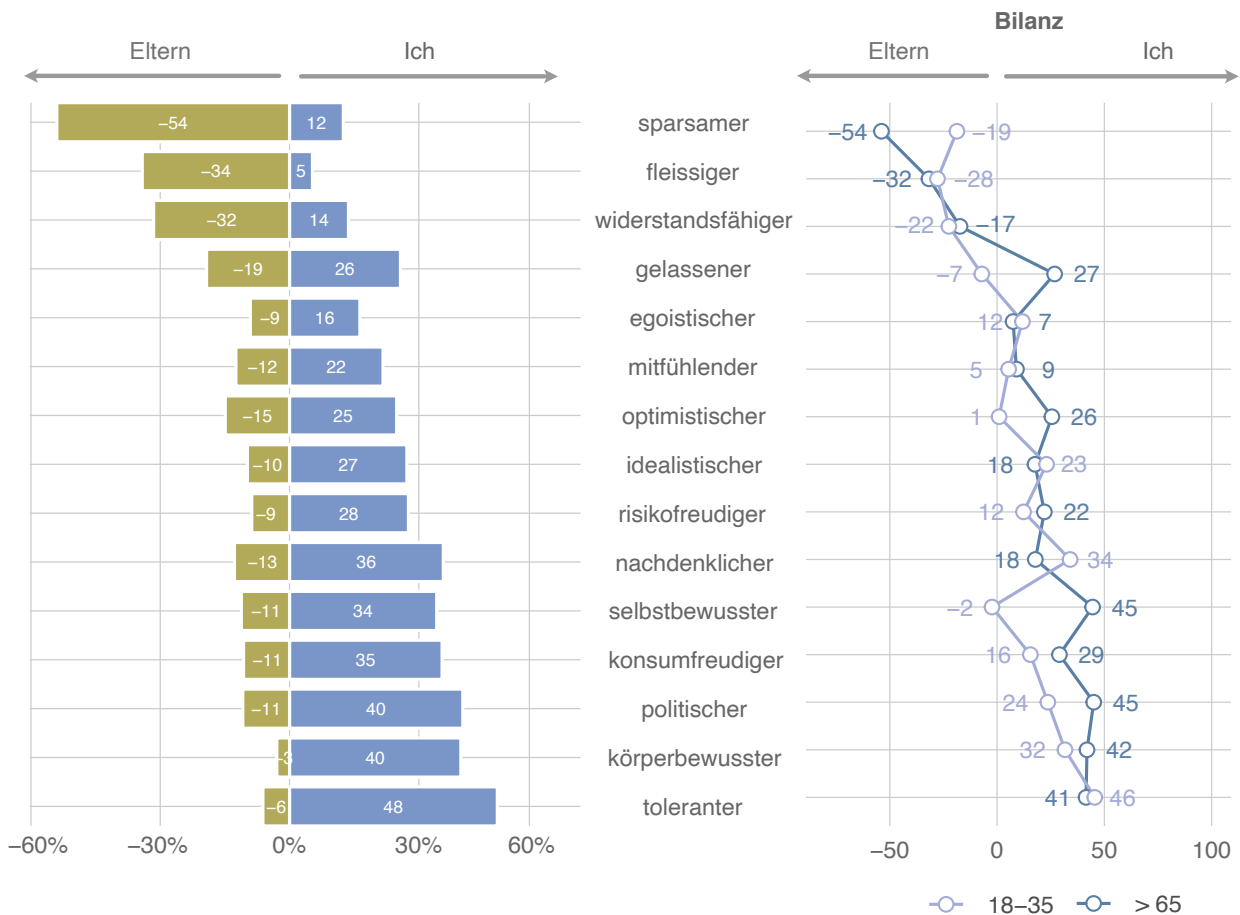 Bilanz
Eltern Ich Eltern Ich
−54 12 sparsamer −54 −19
−34 5 fleissiger −32 −28
−32 14 widerstandsfähiger −22 −17
−19 26 gelassener −7 27
−9 16 egoistischer 12 7
−12 22 mitfühlender 5 9
−15 25 optimistischer 1 26
−10 27 idealistischer 18 23
−9 28 risikofreudiger 12 22
−13 36 nachdenklicher 18 34
−11 34 selbstbewusster −2 45
−11 35 konsumfreudiger 16 29
−11 40 politischer 24 45
−3 40 körperbewusster 32 42
−6 48 toleranter 41 46
−60% −30% 0% 30% 60% −50 0 50 100
18−35 > 65